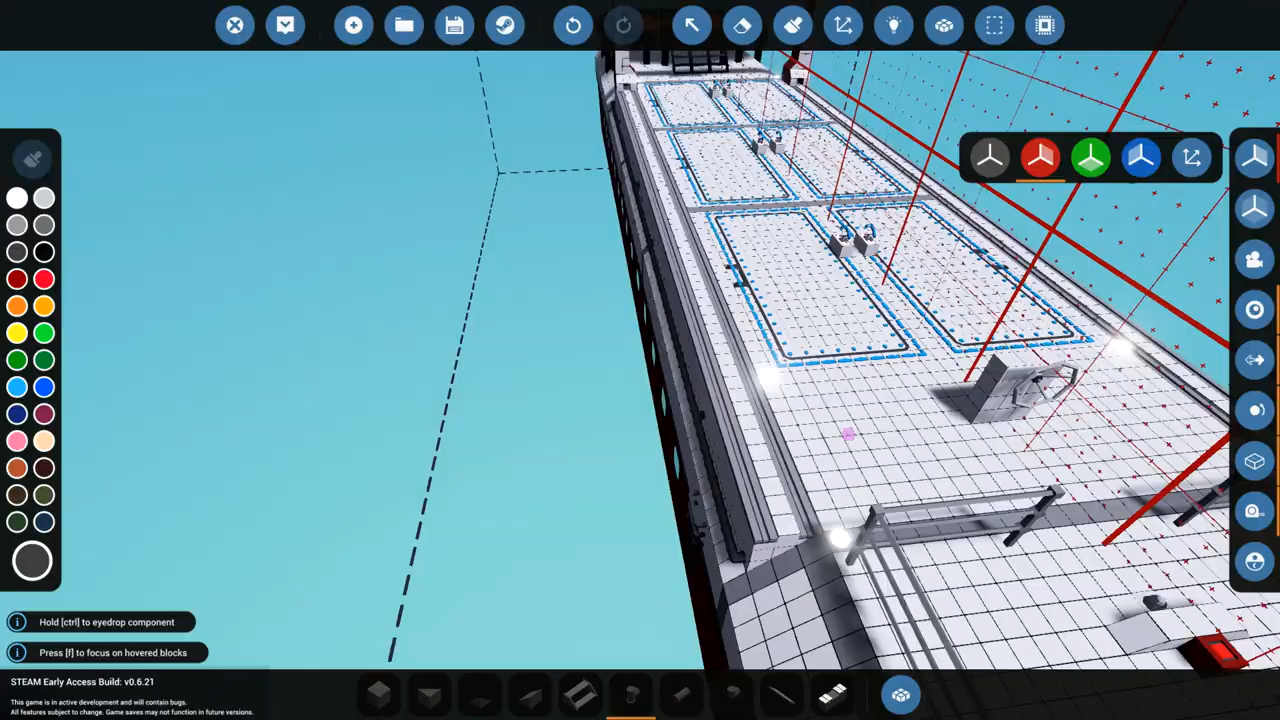 Hold [ctrl] to eyedrop component
Press [f] to focus on hovered blocks
STEAM Early Access Build: v0.6.21
This game is in active development and will contain bugs.
All features subject to change. Game saves may not function in future versions.